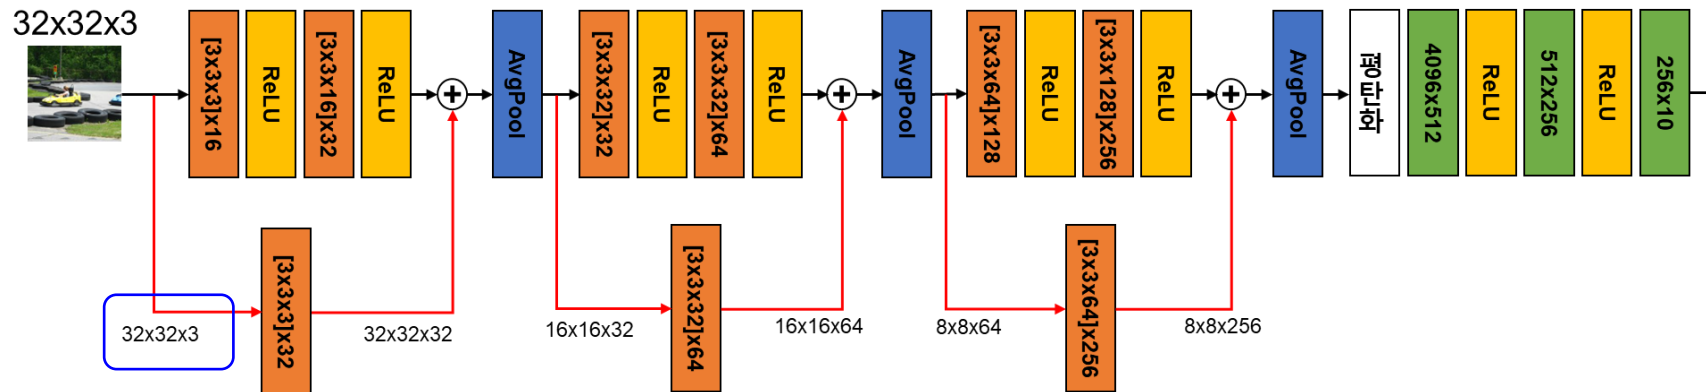 32x32x3
[3x3x3]x16
ReLU
[3x3x16]x32
ReLU
+
AvgPool
[3x3x32]x32
ReLU
[3x3x32]x64
ReLU
+
AvgPool
[3x3x64]x128
ReLU
[3x3x128]x256
ReLU
+
AvgPool
평탄화
4096x512
ReLU
512x256
ReLU
256x10
32x32x3
[3x3x3]x32
32x32x32
16x16x32
[3x3x32]x64
16x16x64
8x8x64
[3x3x64]x256
8x8x256